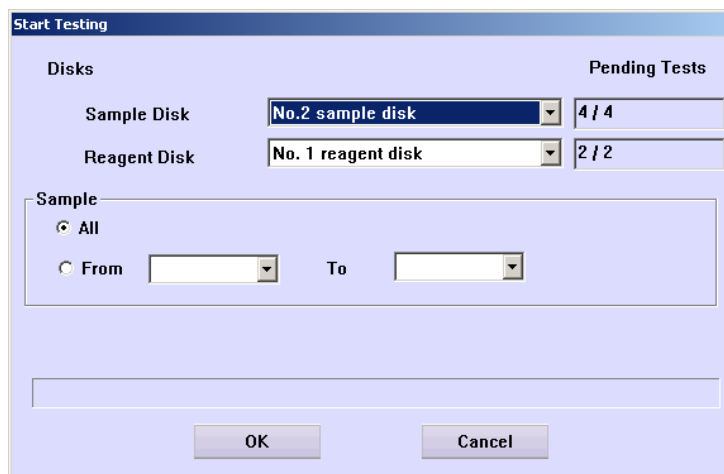 Start Testing
Disks Pending Tests
Sample Disk No.2 sample disk 4 / 4
Reagent Disk No. 1 reagent disk 2 / 2
Sample
All
From To
OK Cancel